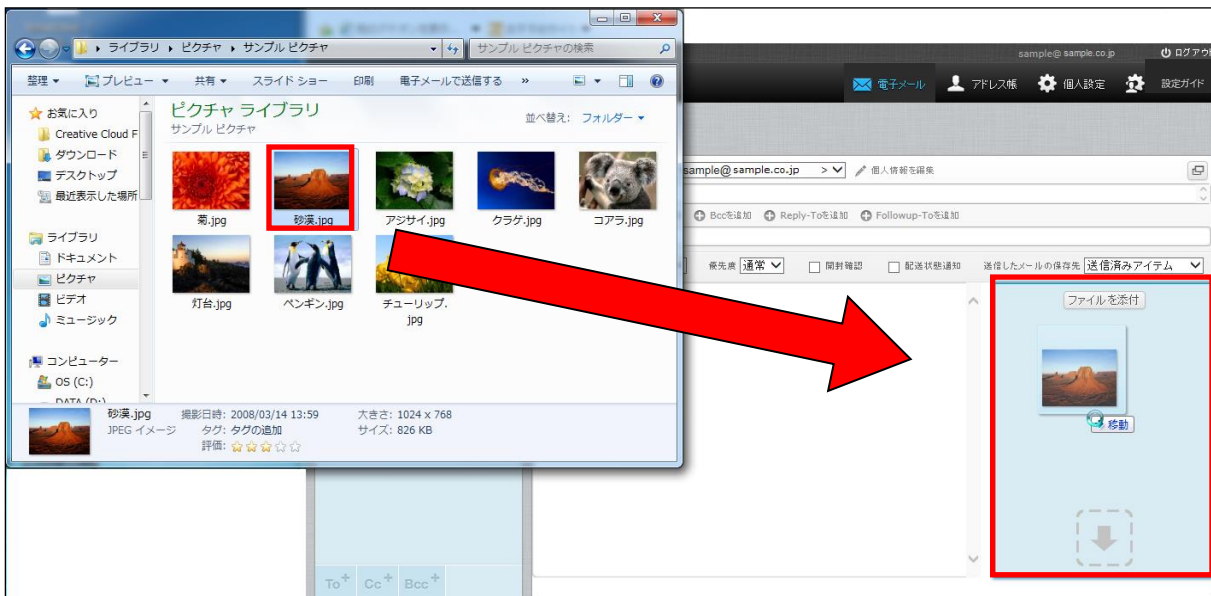 ライブラリ ▸ ピクチャ ▸ サンプル ピクチャ
サンプル ピクチャの検索
整理 ▼ プレビュー ▼ 共有 ▼ スライド ショー 印刷 電子メールで送信する »
お気に入り
Creative Cloud F
ダウンロード
デスクトップ
最近表示した場所
ライブラリ
ドキュメント
ピクチャ
ビデオ
ミュージック
コンピューター
OS (C:)
DATA (D:)
ピクチャ ライブラリ
サンプル ピクチャ
並べ替え: フォルダー ▼
菊.jpg
砂漠.jpg
アジサイ.jpg
クラゲ.jpg
コアラ.jpg
灯台.jpg
ペンギン.jpg
チューリップ.
jpg
砂漠.jpg 撮影日時: 2008/03/14 13:59 大きさ: 1024 x 768
JPEG イメージ タグ: タグの追加 サイズ: 826 KB
評価: ☆☆☆☆☆
sample@ sample.co.jp ログアウト
電子メール アドレス帳 個人設定 設定ガイド
sample@ sample.co.jp > 個人情報を編集
Bccを追加 Reply-Toを追加 Followup-Toを追加
優先度 通常 開封確認 配送状態通知 送信したメールの保存先 送信済みアイテム
ファイルを添付
移動
To+ Cc+ Bcc+